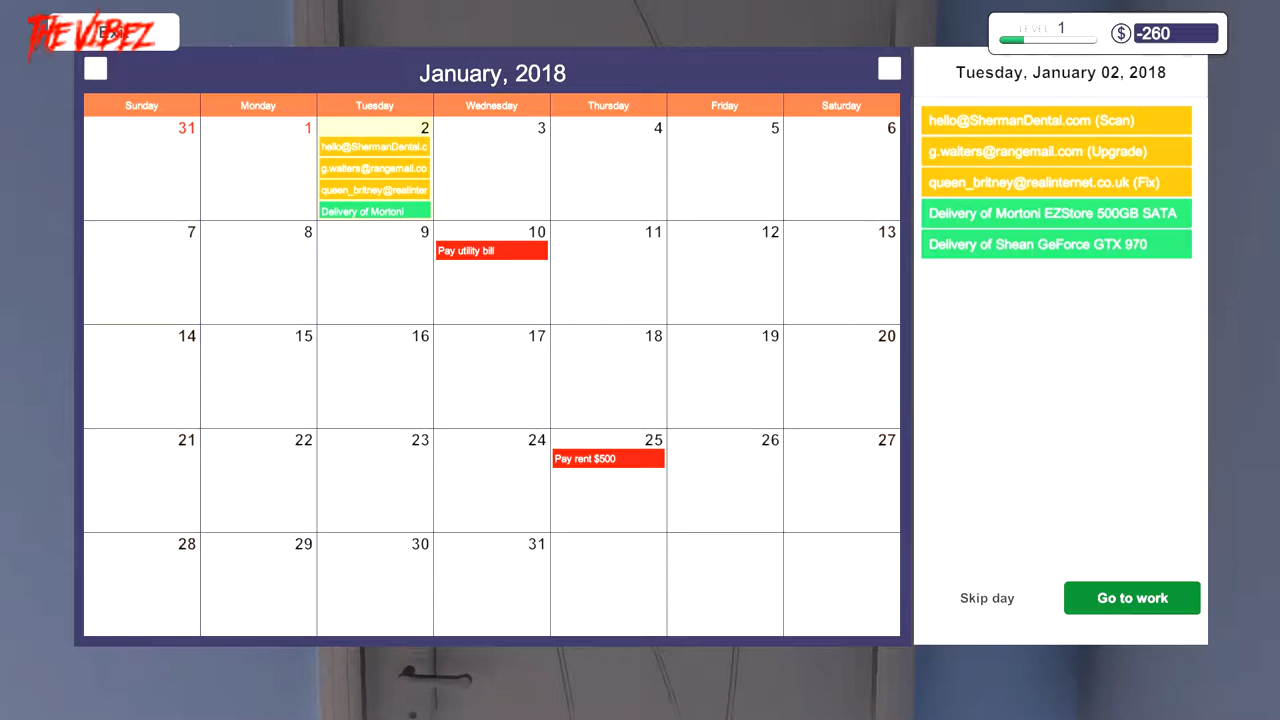 THE VIBEZ
LEVEL 1
$ -260
January, 2018
Tuesday, January 02, 2018
Sunday Monday Tuesday Wednesday Thursday Friday Saturday
31 1 2 3 4 5 6
hello@ShermanDental.c
g.walters@rangemail.co
queen_britney@realinter
Delivery of Mortoni
7 8 9 10 11 12 13
Pay utility bill
14 15 16 17 18 19 20
21 22 23 24 25 26 27
Pay rent $500
28 29 30 31
hello@ShermanDental.com (Scan)
g.walters@rangemail.com (Upgrade)
queen_britney@realinternet.co.uk (Fix)
Delivery of Mortoni EZStore 500GB SATA
Delivery of Shean GeForce GTX 970
Skip day
Go to work